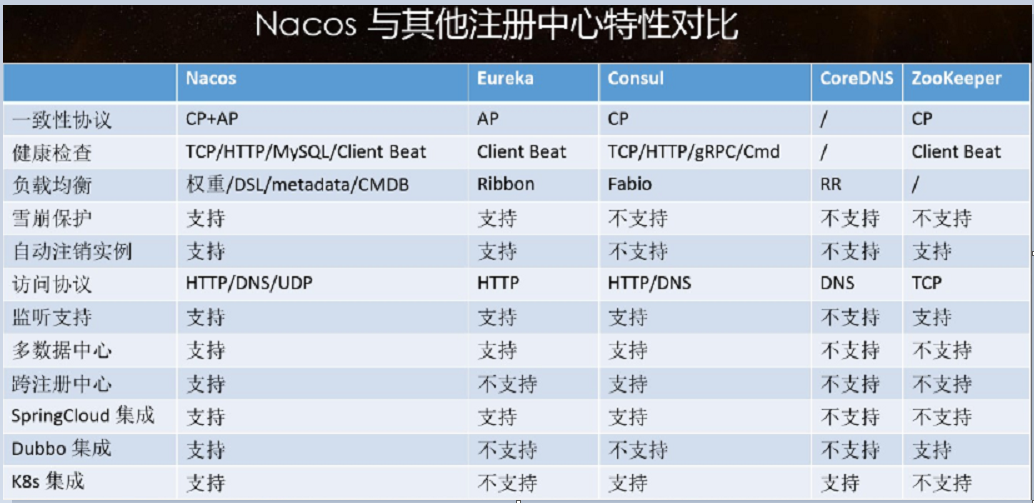 Nacos 与其他注册中心特性对比
Nacos Eureka Consul CoreDNS ZooKeeper
一致性协议 CP+AP AP CP / CP
健康检查 TCP/HTTP/MySQL/Client Beat Client Beat TCP/HTTP/gRPC/Cmd / Client Beat
负载均衡 权重/DSL/metadata/CMDB Ribbon Fabio RR /
雪崩保护 支持 支持 不支持 不支持 不支持
自动注销实例 支持 支持 不支持 不支持 支持
访问协议 HTTP/DNS/UDP HTTP HTTP/DNS DNS TCP
监听支持 支持 支持 支持 不支持 支持
多数据中心 支持 支持 支持 不支持 不支持
跨注册中心 支持 不支持 支持 不支持 不支持
SpringCloud 集成 支持 支持 支持 不支持 不支持
Dubbo 集成 支持 不支持 不支持 不支持 支持
K8s 集成 支持 不支持 支持 支持 不支持